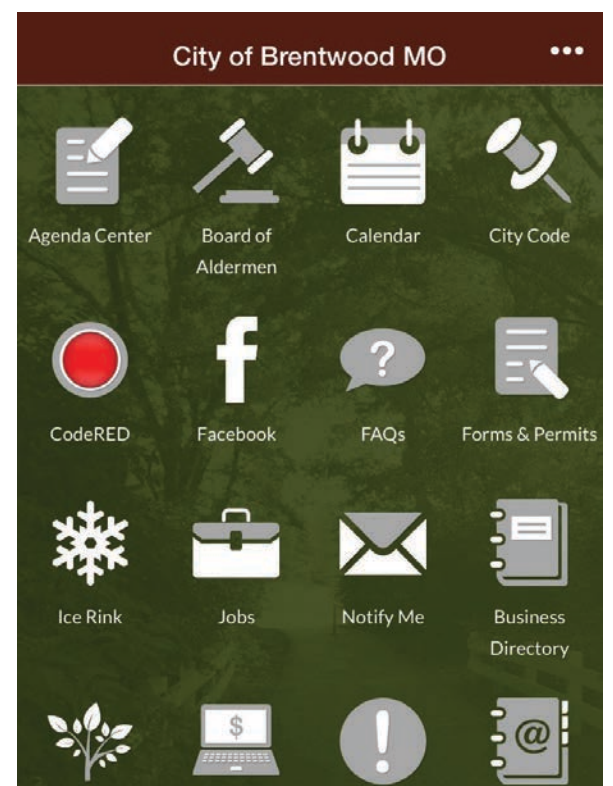 City of Brentwood MO
Agenda Center
Board of
Aldermen
Calendar
City Code
CodeRED
Facebook
?
FAQs
Forms & Permits
Ice Rink
Jobs
Notify Me
Business
Directory
$
!
@